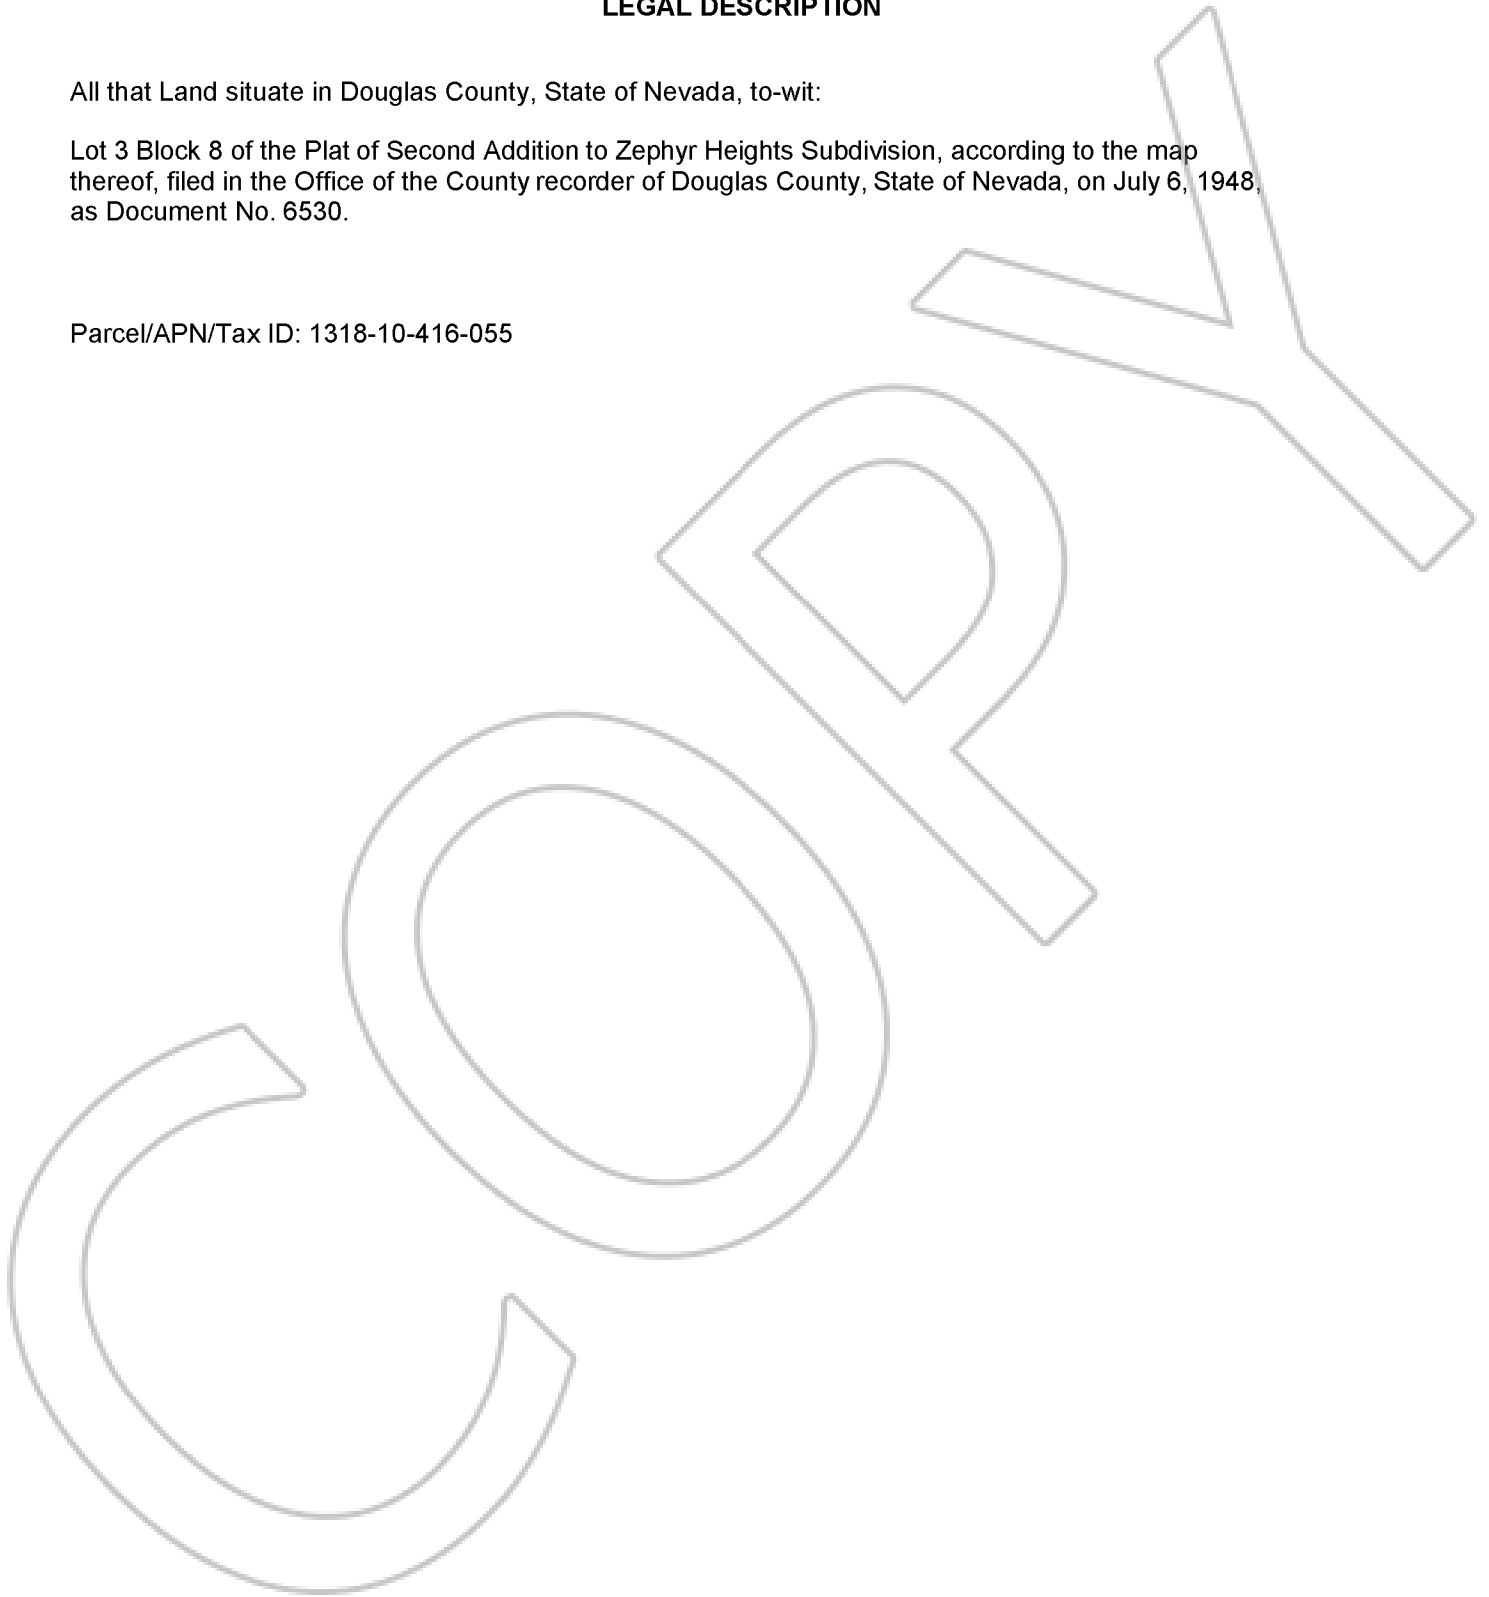 LEGAL DESCRIPTION
All that Land situate in Douglas County, State of Nevada, to-wit:
Lot 3 Block 8 of the Plat of Second Addition to Zephyr Heights Subdivision, according to the map
thereof, filed in the Office of the County recorder of Douglas County, State of Nevada, on July 6, 1948,
as Document No. 6530.
Parcel/APN/Tax ID: 1318-10-416-055
COPY